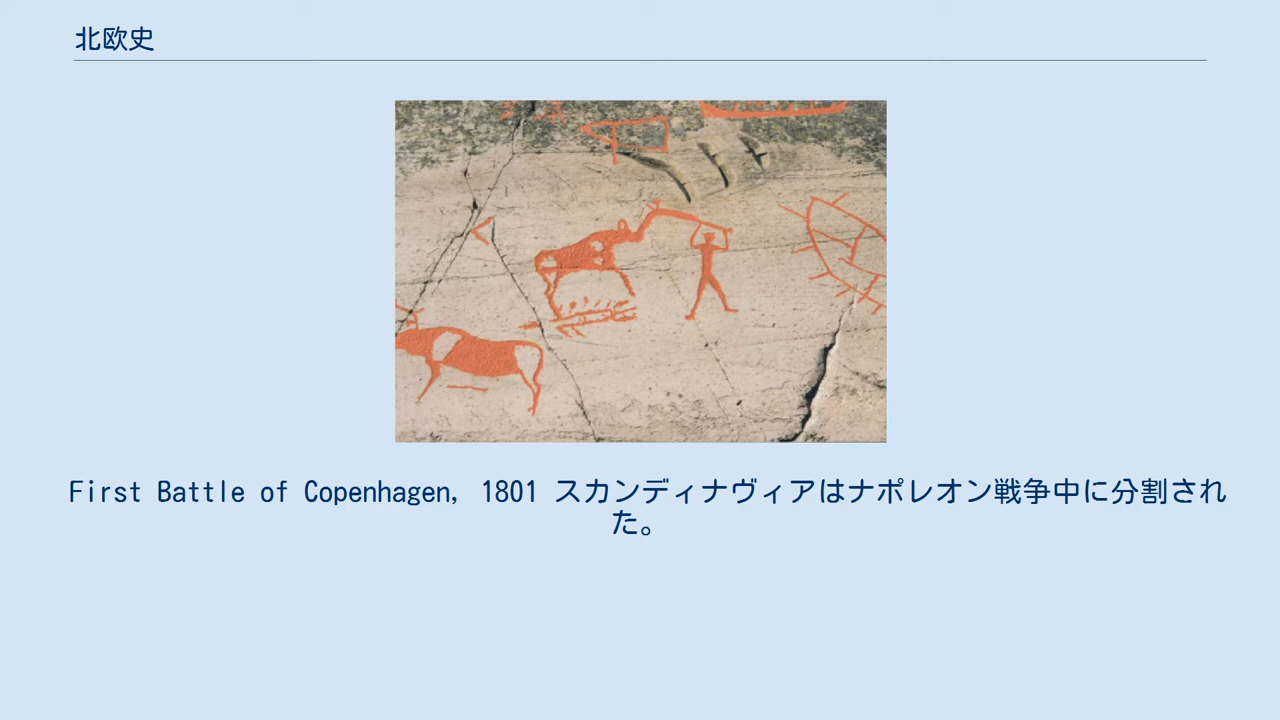 北欧史
First Battle of Copenhagen, 1801 スカンディナヴィアはナポレオン戦争中に分割され
た。